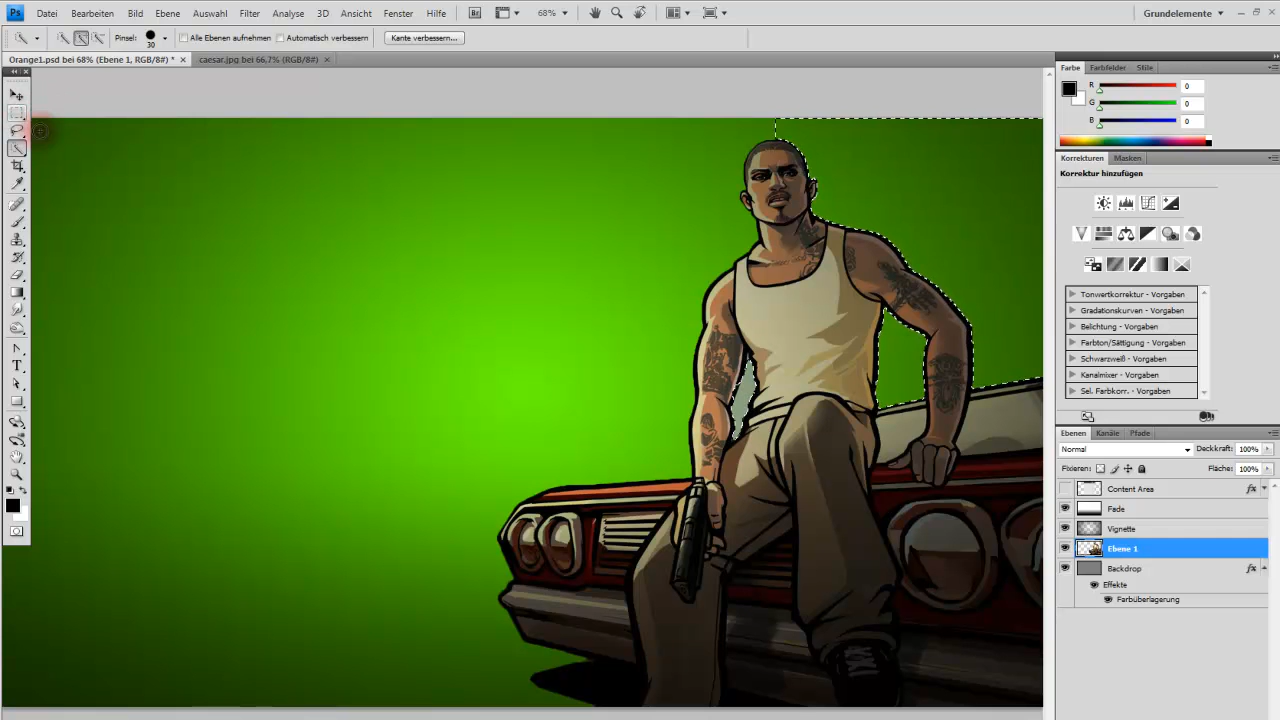 Ps Datei Bearbeiten Bild Ebene Auswahl Filter Analyse 3D Ansicht Fenster Hilfe Br 68% Grundelemente
Pinsel: 30 Alle Ebenen aufnehmen Automatisch verbessern Kante verbessern...
Orange1.psd bei 68% (Ebene 1, RGB/8#) * × caesar.jpg bei 66,7% (RGB/8#) ×
Farbe Farbfelder Stile
R 0
G 0
B 0
Korrekturen Masken
Korrektur hinzufügen
Tonwertkorrektur - Vorgaben
Gradationskurven - Vorgaben
Belichtung - Vorgaben
Farbton/Sättigung - Vorgaben
Schwarzweiß - Vorgaben
Kanalmixer - Vorgaben
Sel. Farbkorr. - Vorgaben
Ebenen Kanäle Pfade
Normal Deckkraft: 100%
Fixieren: Fläche: 100%
Content Area fx
Fade
Vignette
Ebene 1
Backdrop fx
Effekte
Farbüberlagerung